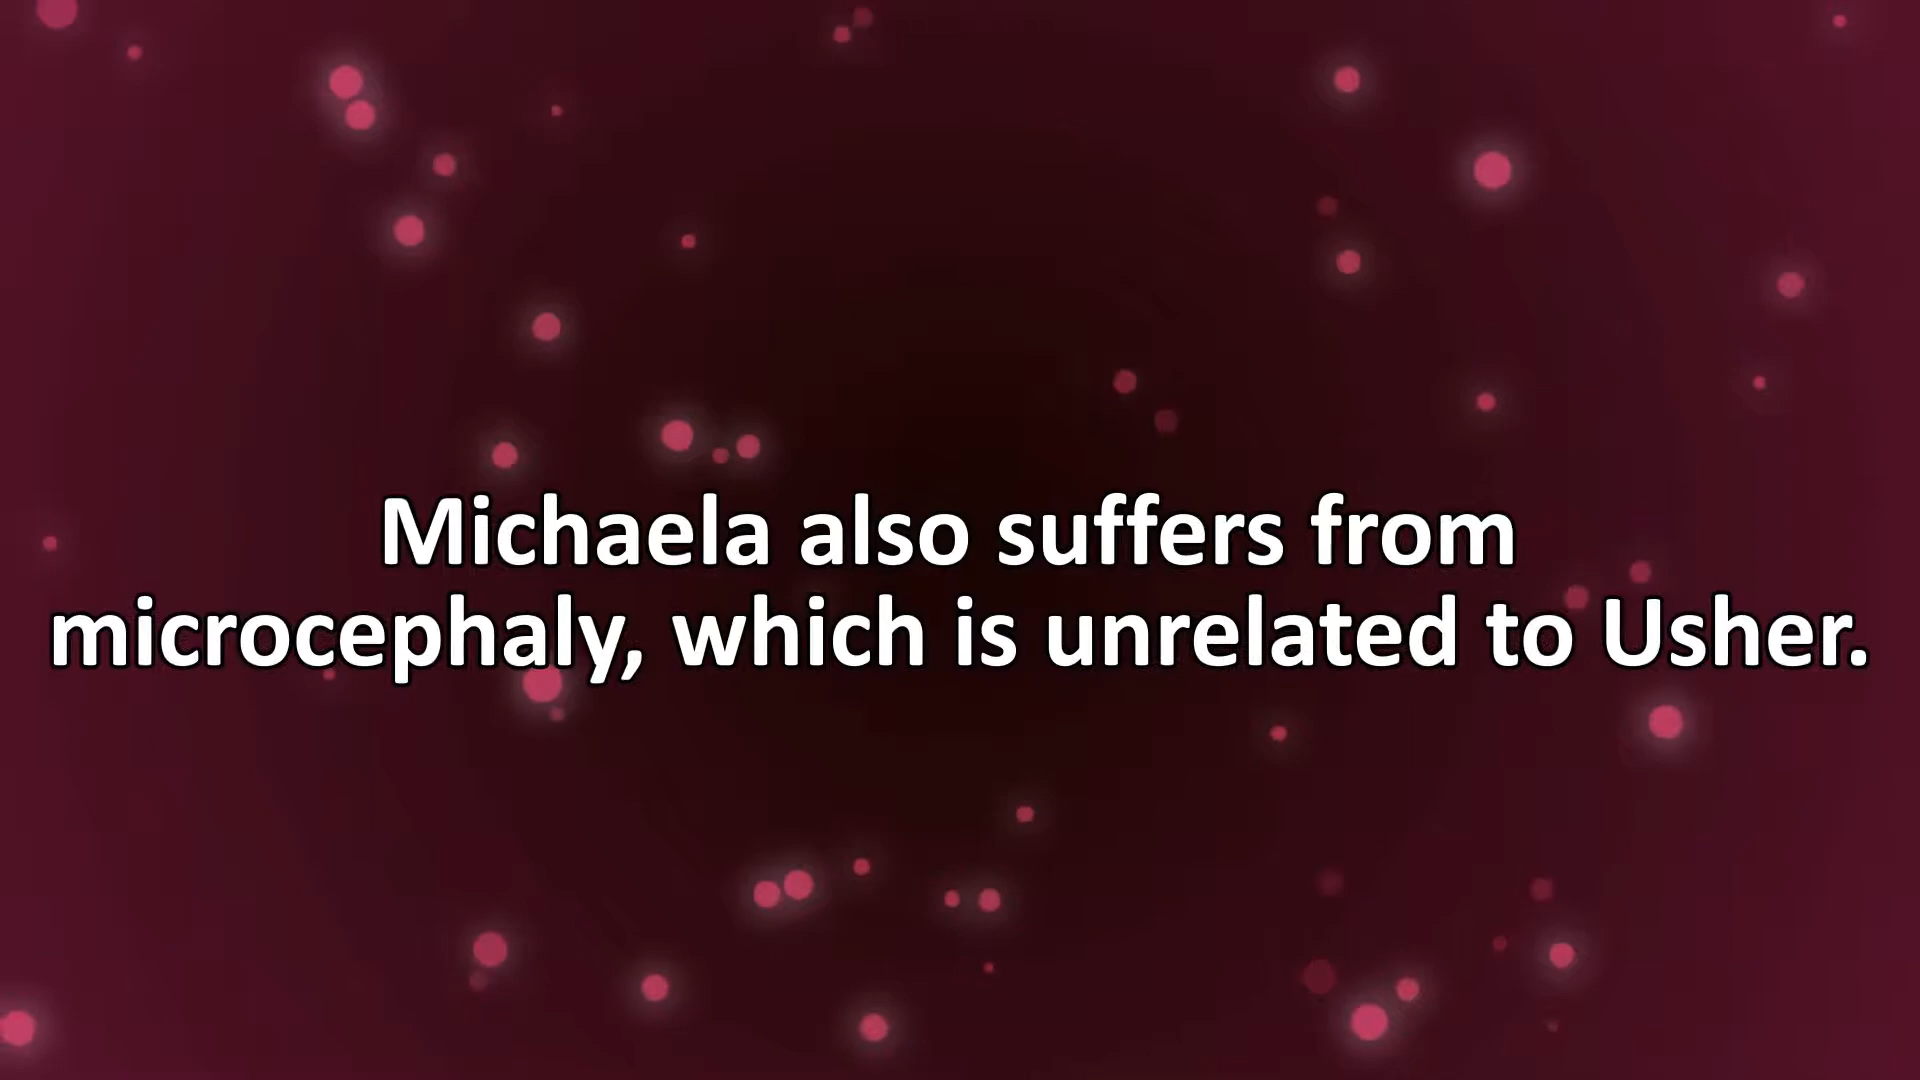 Michaela also suffers from
microcephaly, which is unrelated to Usher.